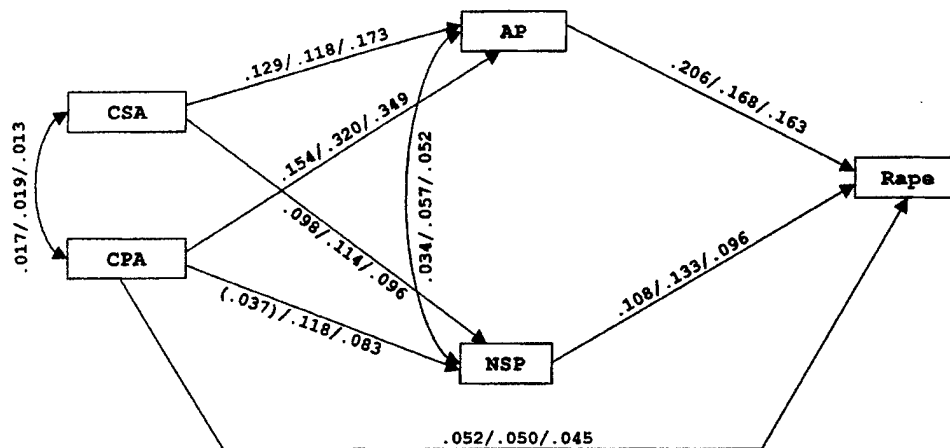 AP
.129/.118/.173
.206/.168/.163
CSA
.154/.320/.349
.017/.019/.013
.034/.057/.052
Rape
.098/.114/.096
CPA
(.037)/.118/.083
.108/.133/.096
NSP
.052/.050/.045